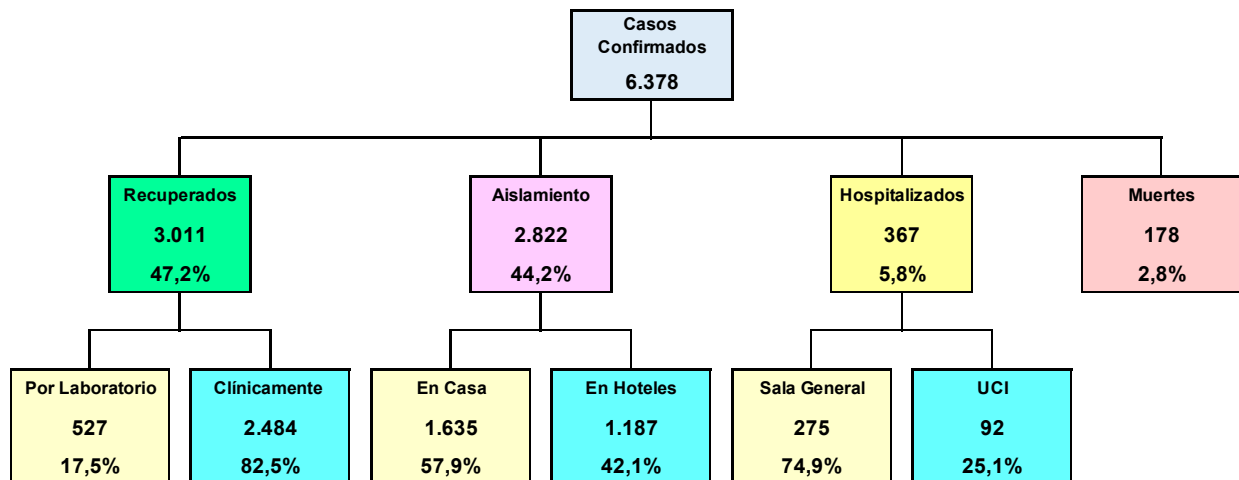 Casos
Confirmados
6.378
Recuperados
3.011
47,2%
Aislamiento
2.822
44,2%
Hospitalizados
367
5,8%
Muertes
178
2,8%
Por Laboratorio
527
17,5%
Clínicamente
2.484
82,5%
En Casa
1.635
57,9%
En Hoteles
1.187
42,1%
Sala General
275
74,9%
UCI
92
25,1%